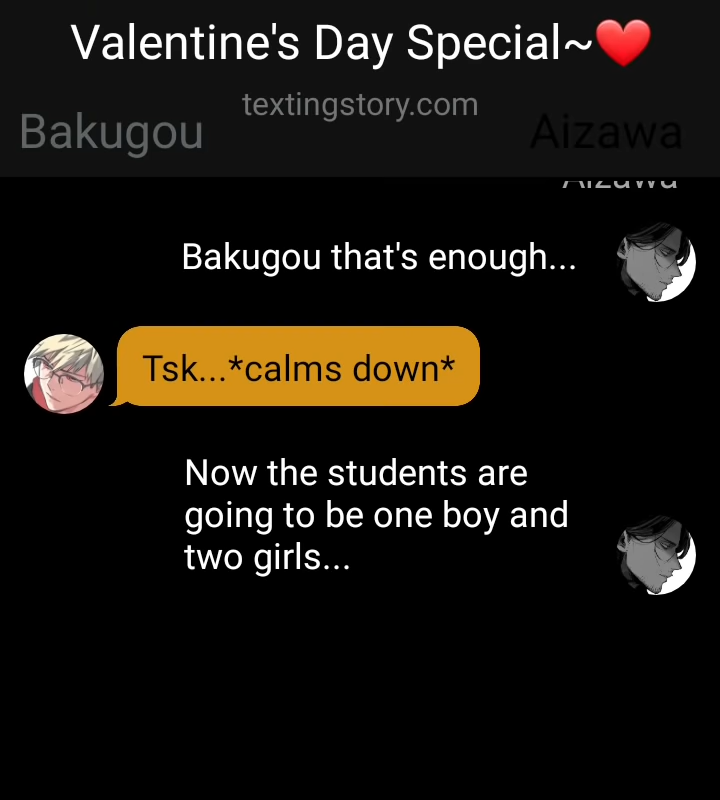 Valentine's Day Special~❤️
textingstory.com
Bakugou Aizawa
Aizawa
Bakugou that's enough...
Tsk...*calms down*
Now the students are
going to be one boy and
two girls...